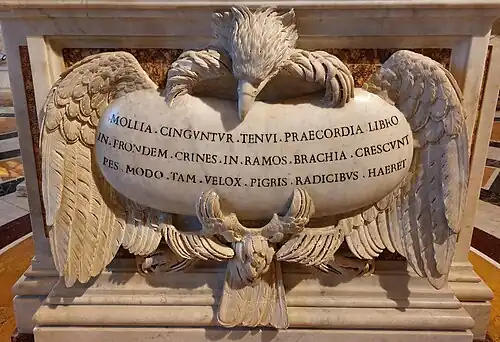 ·MOLLIA·CINGVNTVR·TENVI·PRAECORDIA·LIBRO
IN·FRONDEM·CRINES·IN·RAMOS·BRACHIA·CRESCVNT
PES·MODO·TAM·VELOX·PIGRIS·RADICIBVS·HAERET